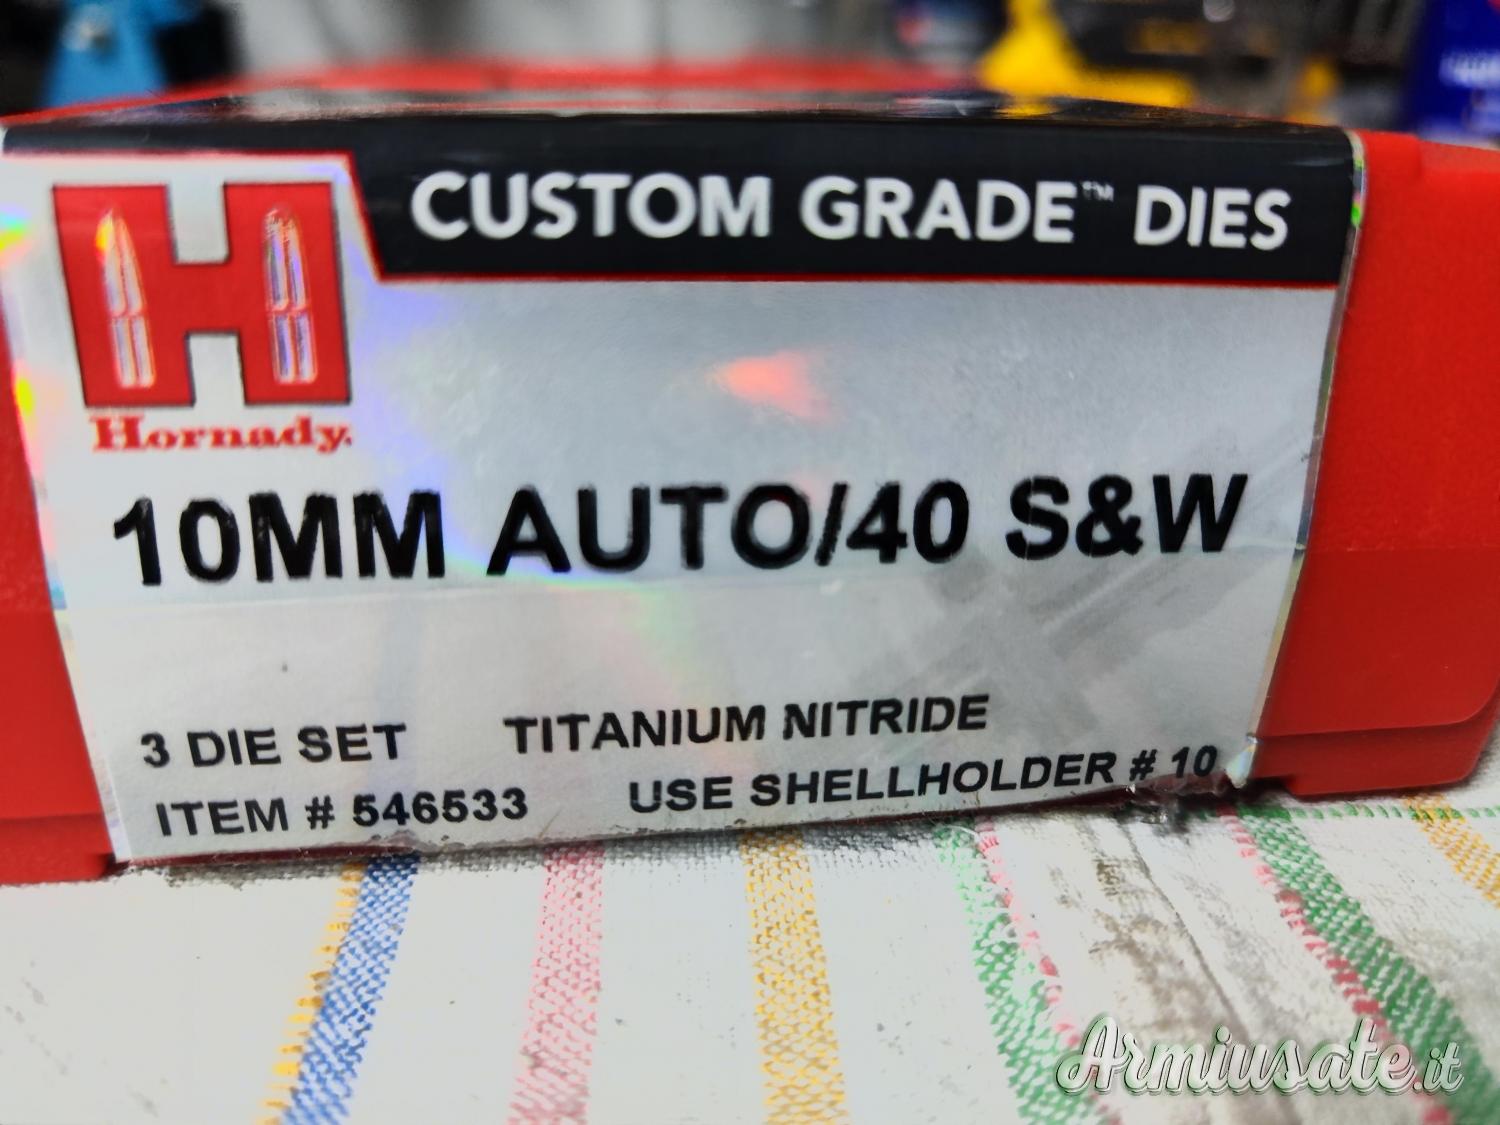 CUSTOM GRADE™ DIES
Hornady.
10MM AUTO/40 S&W
3 DIE SET TITANIUM NITRIDE
ITEM # 546533 USE SHELLHOLDER # 10
Armiusate.it